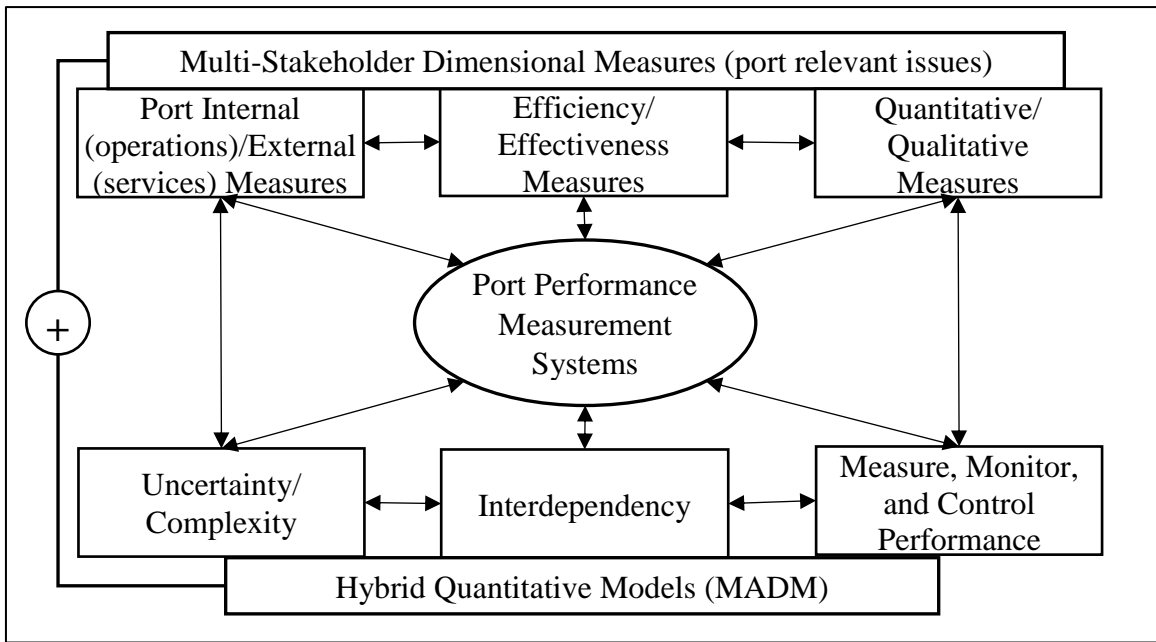 Multi-Stakeholder Dimensional Measures (port relevant issues)
Port Internal
(operations)/External
(services) Measures
Efficiency/
Effectiveness
Measures
Quantitative/
Qualitative
Measures
Port Performance
Measurement
Systems
+
Uncertainty/
Complexity
Interdependency
Measure, Monitor,
and Control
Performance
Hybrid Quantitative Models (MADM)